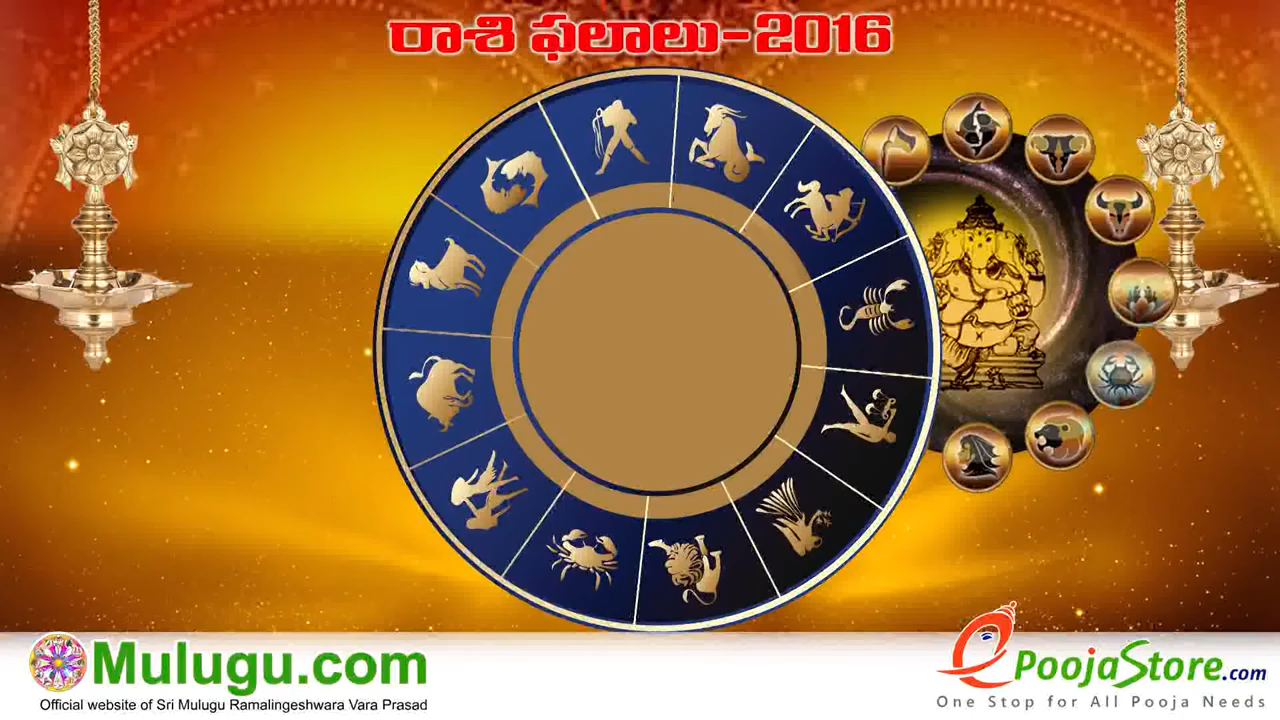 రాశి ఫలాలు-2016
Mulugu.com
Official website of Sri Mulugu Ramalingeshwara Vara Prasad
ePoojaStore.com
One Stop for All Pooja Needs